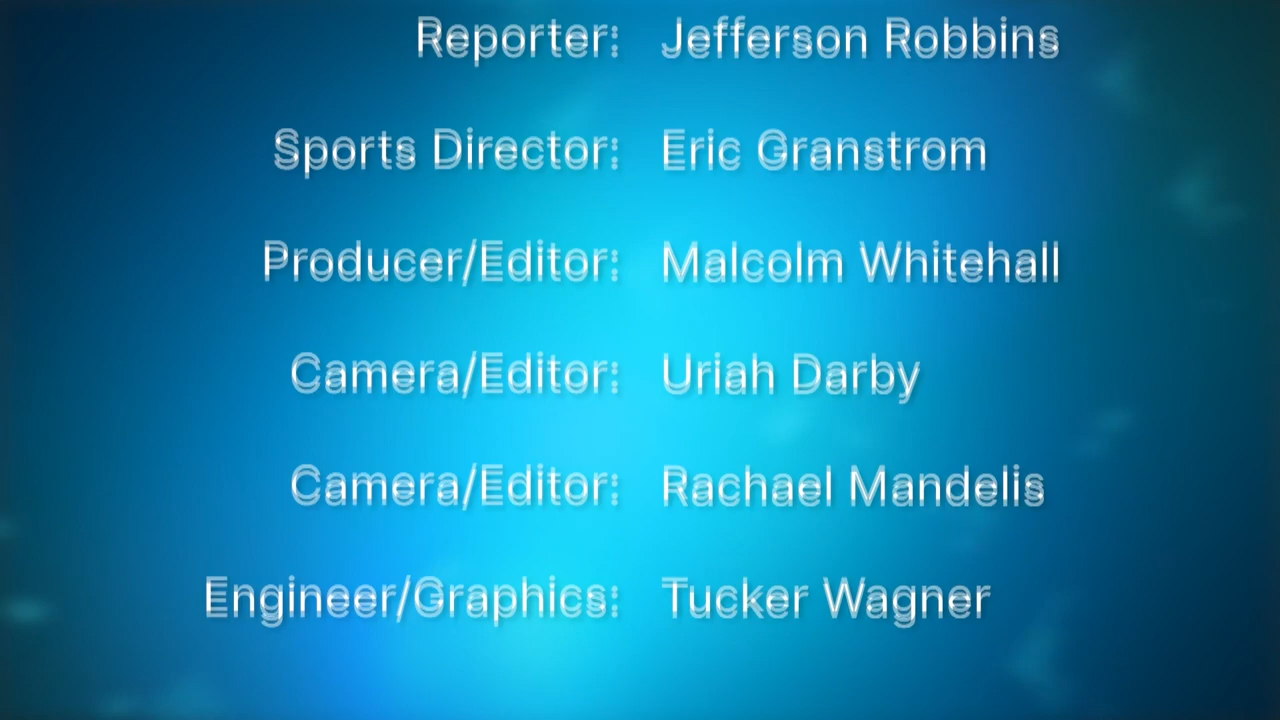 Reporter: Jefferson Robbins
Sports Director: Eric Granstrom
Producer/Editor: Malcolm Whitehall
Camera/Editor: Uriah Darby
Camera/Editor: Rachael Mandelis
Engineer/Graphics: Tucker Wagner